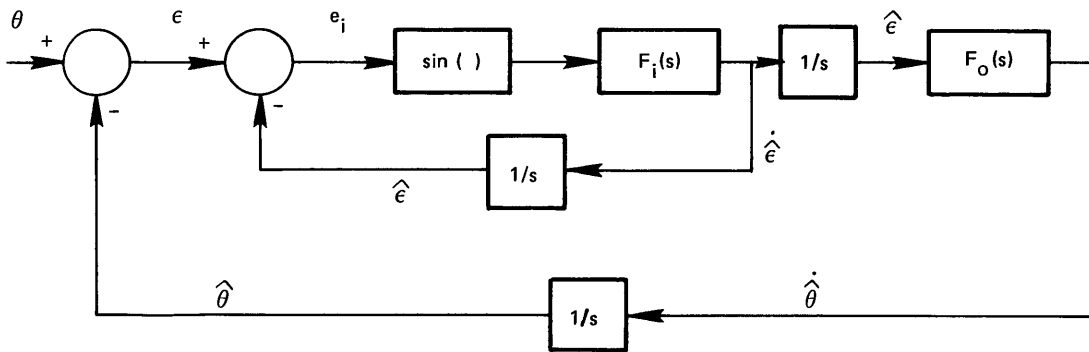 θ + ϵ + e_i sin ( ) F_i(s) 1/s ϵ̂ F_o(s)
- -
1/s ϵ̂̇
ϵ̂
θ̂ 1/s θ̂̇